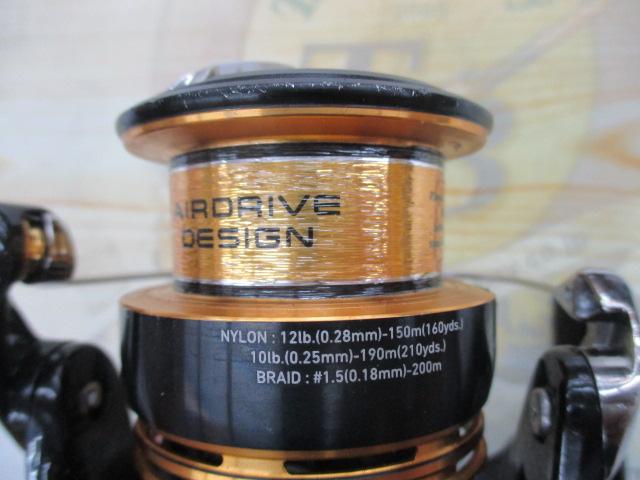 AIRDRIVE
DESIGN
NYLON : 12lb.(0.28mm)-150m(160yds.)
10lb.(0.25mm)-190m(210yds.)
BRAID : #1.5(0.18mm)-200m